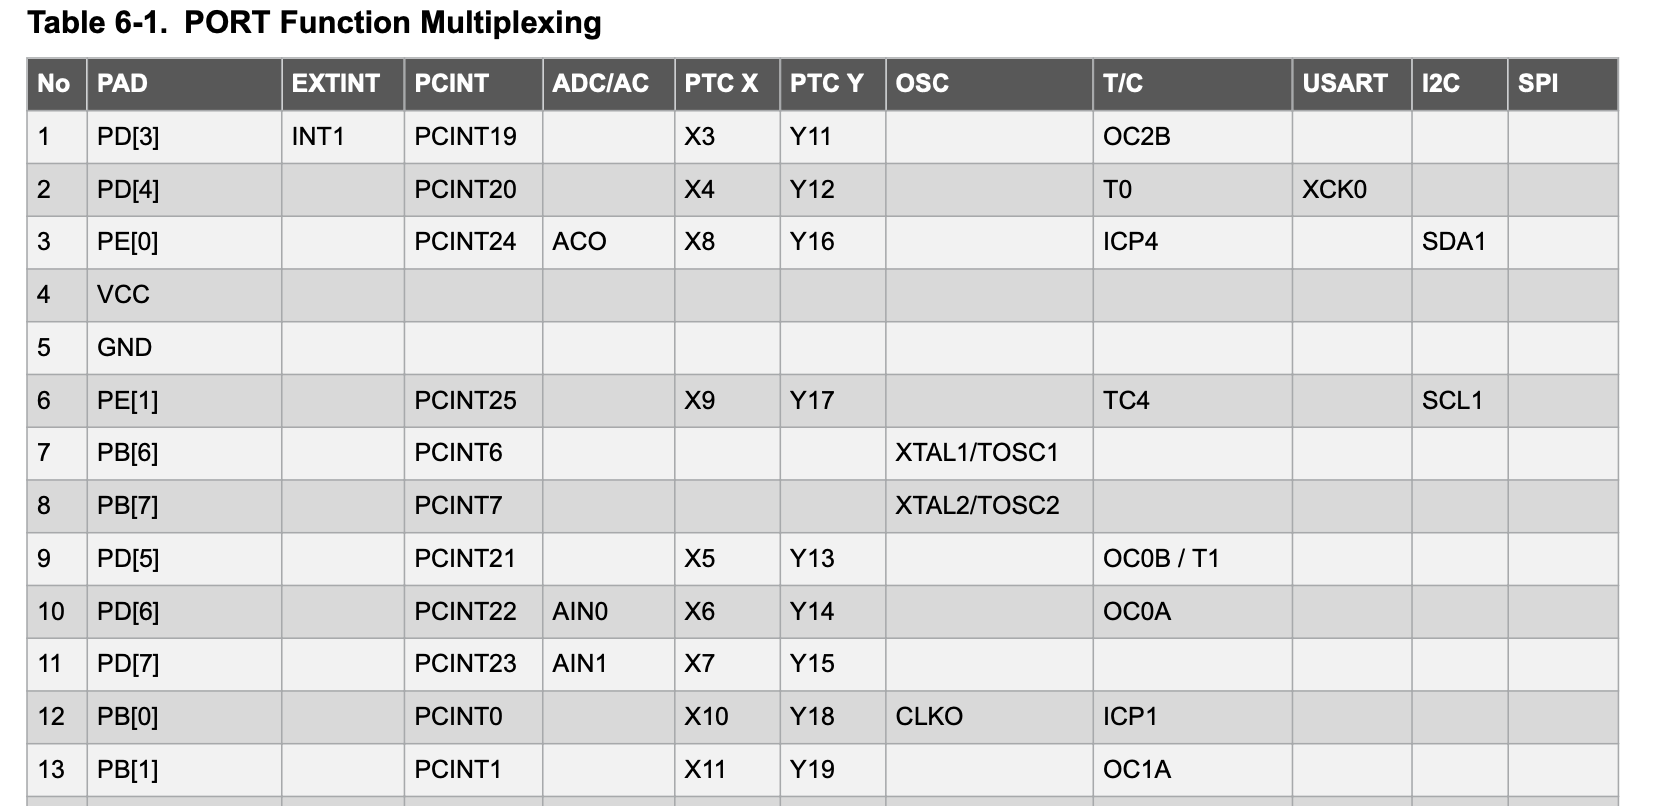 Table 6-1. PORT Function Multiplexing
No PAD EXTINT PCINT ADC/AC PTC X PTC Y OSC T/C USART I2C SPI
1 PD[3] INT1 PCINT19 X3 Y11 OC2B
2 PD[4] PCINT20 X4 Y12 T0 XCK0
3 PE[0] PCINT24 ACO X8 Y16 ICP4 SDA1
4 VCC
5 GND
6 PE[1] PCINT25 X9 Y17 TC4 SCL1
7 PB[6] PCINT6 XTAL1/TOSC1
8 PB[7] PCINT7 XTAL2/TOSC2
9 PD[5] PCINT21 X5 Y13 OC0B / T1
10 PD[6] PCINT22 AIN0 X6 Y14 OC0A
11 PD[7] PCINT23 AIN1 X7 Y15
12 PB[0] PCINT0 X10 Y18 CLKO ICP1
13 PB[1] PCINT1 X11 Y19 OC1A